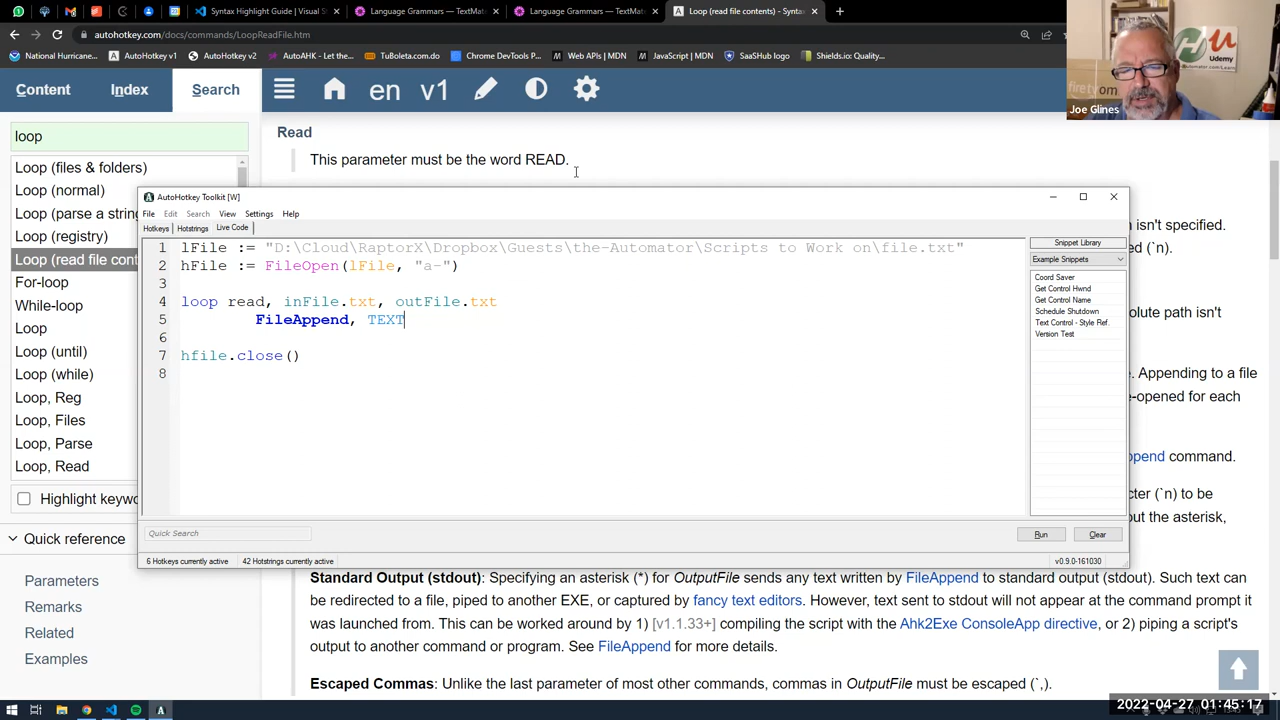 Syntax Highlight Guide | Visual St
Language Grammars — TextMat
Language Grammars — TextMat
Loop (read file contents) - Syntax
autohotkey.com/docs/commands/LoopReadFile.htm
National Hurricane...
AutoHotkey v1
AutoHotkey v2
AutoAHK - Let the...
TuBoleta.com.do
Chrome DevTools P...
Web APIs | MDN
JavaScript | MDN
SaaSHub logo
Shields.io: Quality...
Udemy
Joe Glines
Content
Index
Search
en
v1
loop
Loop (files & folders)
Loop (normal)
Loop (parse a string
Loop (registry)
Loop (read file cont
For-loop
While-loop
Loop
Loop (until)
Loop (while)
Loop, Reg
Loop, Files
Loop, Parse
Loop, Read
Highlight keywo
Quick reference
Parameters
Remarks
Related
Examples
Read
This parameter must be the word READ.
AutoHotkey Toolkit [W]
File Edit Search View Settings Help
Hotkeys Hotstrings Live Code
1 lFile := "D:\Cloud\RaptorX\Dropbox\Guests\the-Automator\Scripts to Work on\file.txt"
2 hFile := FileOpen(lFile, "a-")
3
4 loop read, inFile.txt, outFile.txt
5 FileAppend, TEXT
6
7 hfile.close()
8
Snippet Library
Example Snippets
Coord Saver
Get Control Hwnd
Get Control Name
Schedule Shutdown
Text Control - Style Ref.
Version Test
Quick Search
Run
Clear
6 Hotkeys currently active
42 Hotstrings currently active
v0.9.0-161030
isn't specified.
ed (`n).
olute path isn't
e. Appending to a file
e-opened for each
ppend command.
cter (`n) to be
out the asterisk,
Standard Output (stdout): Specifying an asterisk (*) for OutputFile sends any text written by FileAppend to standard output (stdout). Such text can
be redirected to a file, piped to another EXE, or captured by fancy text editors. However, text sent to stdout will not appear at the command prompt it
was launched from. This can be worked around by 1) [v1.1.33+] compiling the script with the Ahk2Exe ConsoleApp directive, or 2) piping a script's
output to another command or program. See FileAppend for more details.
Escaped Commas: Unlike the last parameter of most other commands, commas in OutputFile must be escaped (`,).
2022-04-27 01:45:17